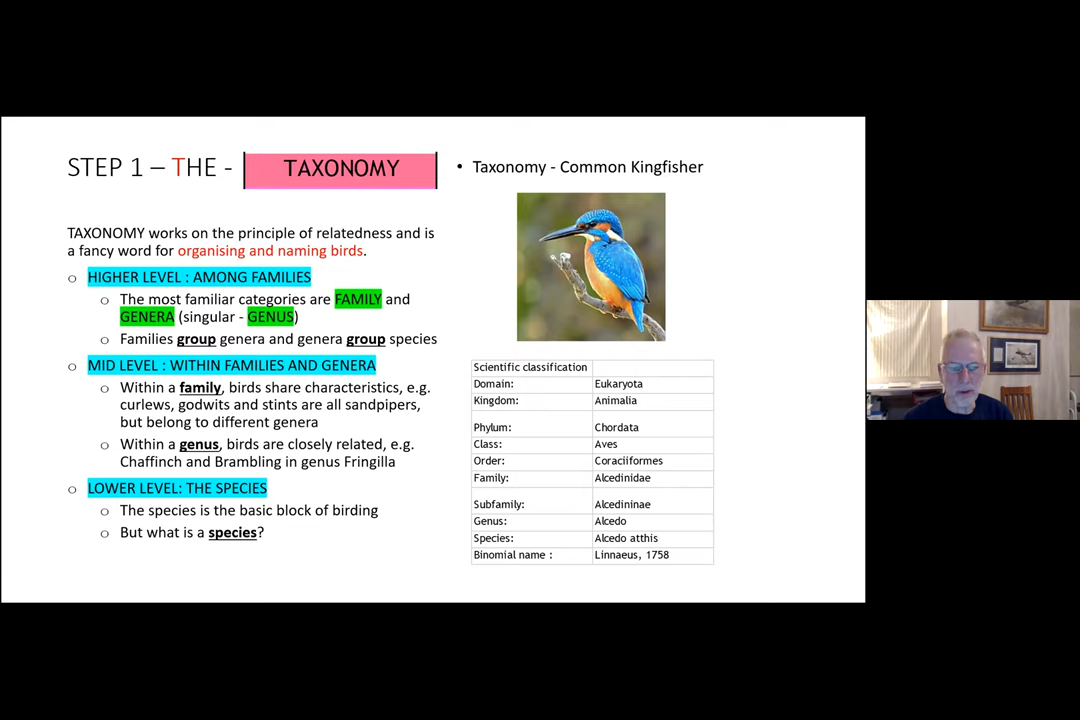 STEP 1 – THE - TAXONOMY
TAXONOMY works on the principle of relatedness and is
a fancy word for organising and naming birds.
HIGHER LEVEL : AMONG FAMILIES
The most familiar categories are FAMILY and
GENERA (singular - GENUS)
Families group genera and genera group species
MID LEVEL : WITHIN FAMILIES AND GENERA
Within a family, birds share characteristics, e.g.
curlews, godwits and stints are all sandpipers,
but belong to different genera
Within a genus, birds are closely related, e.g.
Chaffinch and Brambling in genus Fringilla
LOWER LEVEL: THE SPECIES
The species is the basic block of birding
But what is a species?
• Taxonomy - Common Kingfisher
Scientific classification
Domain: Eukaryota
Kingdom: Animalia
Phylum: Chordata
Class: Aves
Order: Coraciiformes
Family: Alcedinidae
Subfamily: Alcedininae
Genus: Alcedo
Species: Alcedo atthis
Binomial name : Linnaeus, 1758